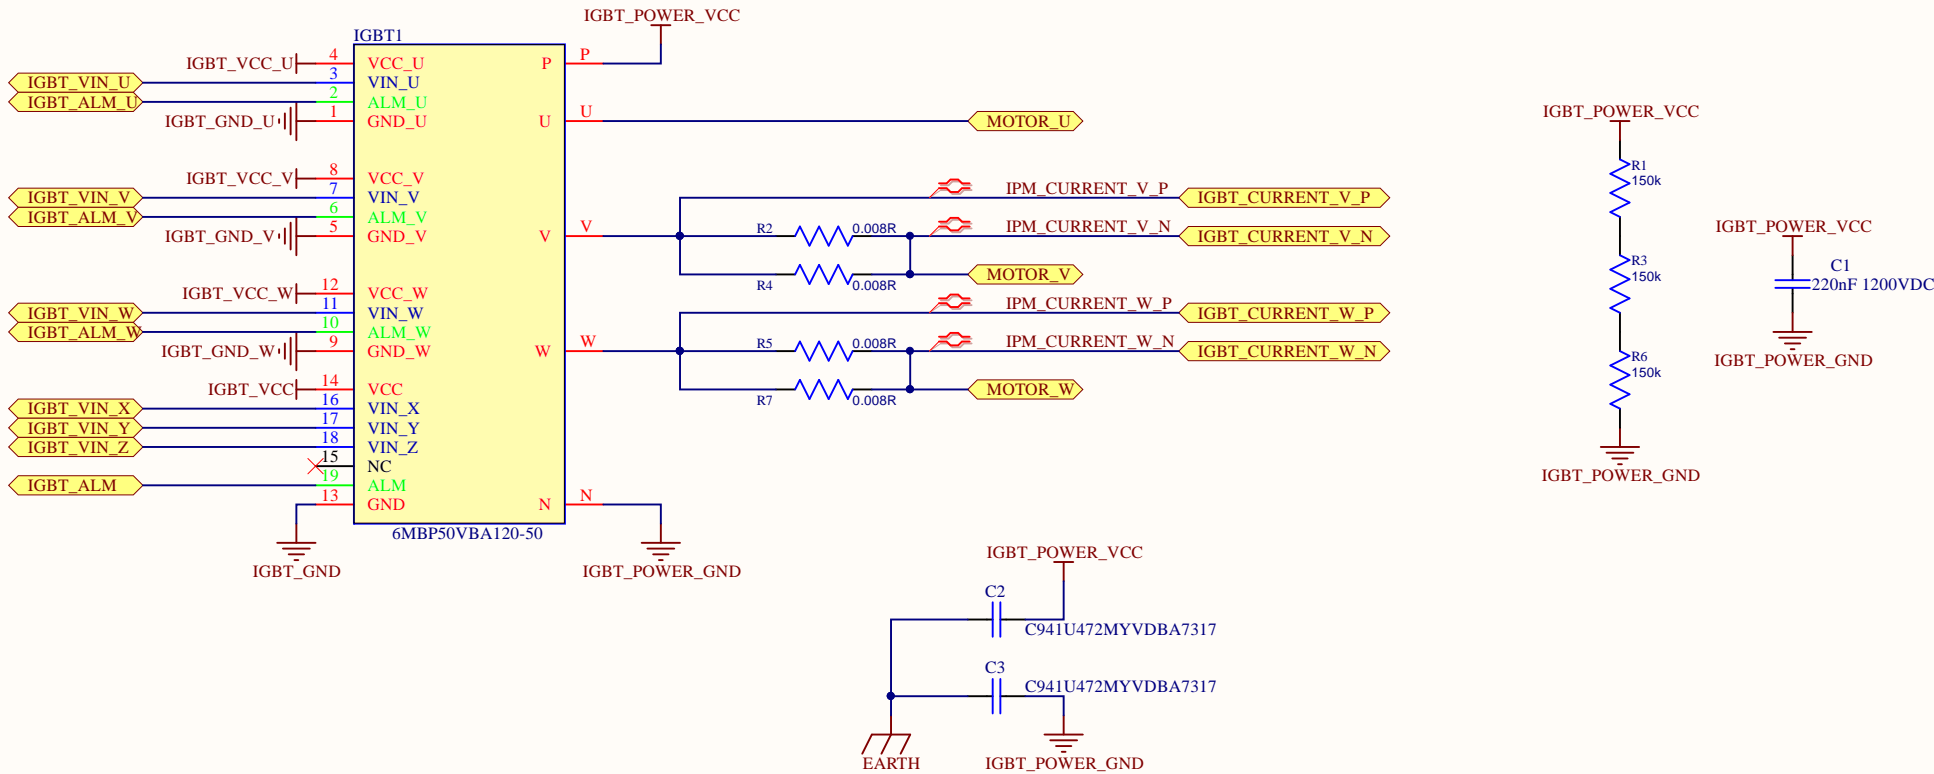 IGBT_POWER_VCC
IGBT1
IGBT_VCC_U 4 VCC_U P P
IGBT_VIN_U 3 VIN_U
IGBT_ALM_U 2 ALM_U
IGBT_GND_U 1 GND_U U U MOTOR_U
IGBT_VCC_V 8 VCC_V
IGBT_VIN_V 7 VIN_V
IGBT_ALM_V 6 ALM_V
IGBT_GND_V 5 GND_V V V
IPM_CURRENT_V_P IGBT_CURRENT_V_P
R2 0.008R IPM_CURRENT_V_N IGBT_CURRENT_V_N
R4 0.008R MOTOR_V
IGBT_VCC_W 12 VCC_W
IGBT_VIN_W 11 VIN_W
IGBT_ALM_W 10 ALM_W
IGBT_GND_W 9 GND_W W W
IPM_CURRENT_W_P IGBT_CURRENT_W_P
R5 0.008R IPM_CURRENT_W_N IGBT_CURRENT_W_N
R7 0.008R MOTOR_W
IGBT_VCC 14 VCC
IGBT_VIN_X 16 VIN_X
IGBT_VIN_Y 17 VIN_Y
IGBT_VIN_Z 18 VIN_Z
15 NC
IGBT_ALM 19 ALM
13 GND N N
6MBP50VBA120-50
IGBT_GND
IGBT_POWER_GND
IGBT_POWER_VCC
R1
150k
R3
150k
R6
150k
IGBT_POWER_GND
IGBT_POWER_VCC
C1
220nF 1200VDC
IGBT_POWER_GND
IGBT_POWER_VCC
C2
C941U472MYVDBA7317
C3
C941U472MYVDBA7317
EARTH
IGBT_POWER_GND